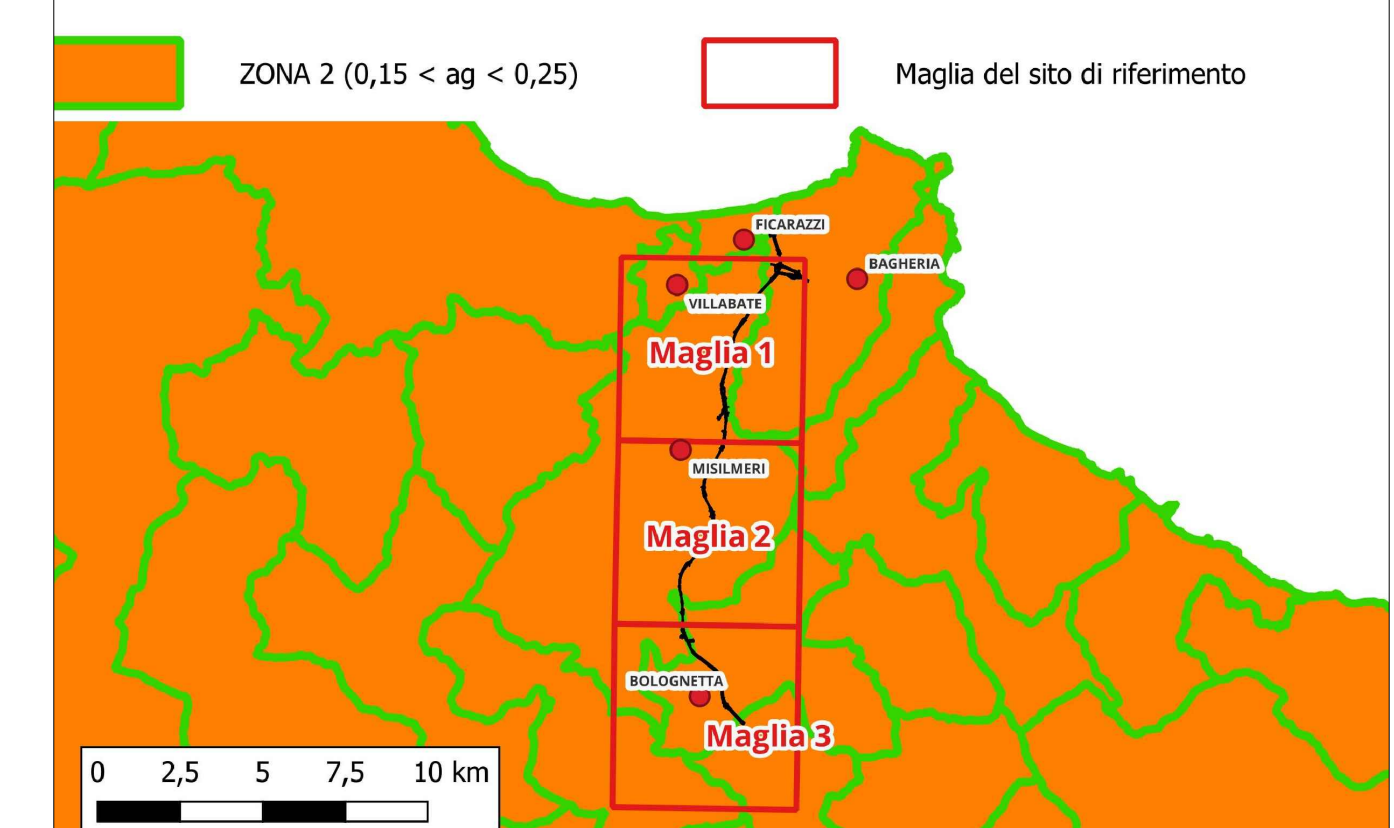 ZONA 2 (0,15 < ag < 0,25)
Maglia del sito di riferimento
FICARAZZI
BAGHERIA
VILLABATE
Maglia 1
MISILMERI
Maglia 2
BOLOGNETTA
Maglia 3
0 2,5 5 7,5 10 km